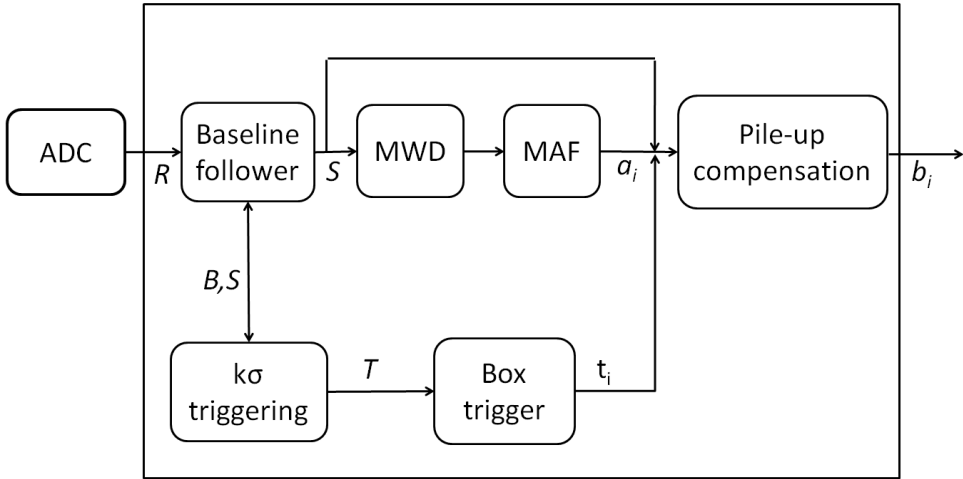 ADC
R
Baseline
follower
S
MWD
MAF
aᵢ
Pile-up
compensation
bᵢ
B,S
kσ
triggering
T
Box
trigger
tᵢ